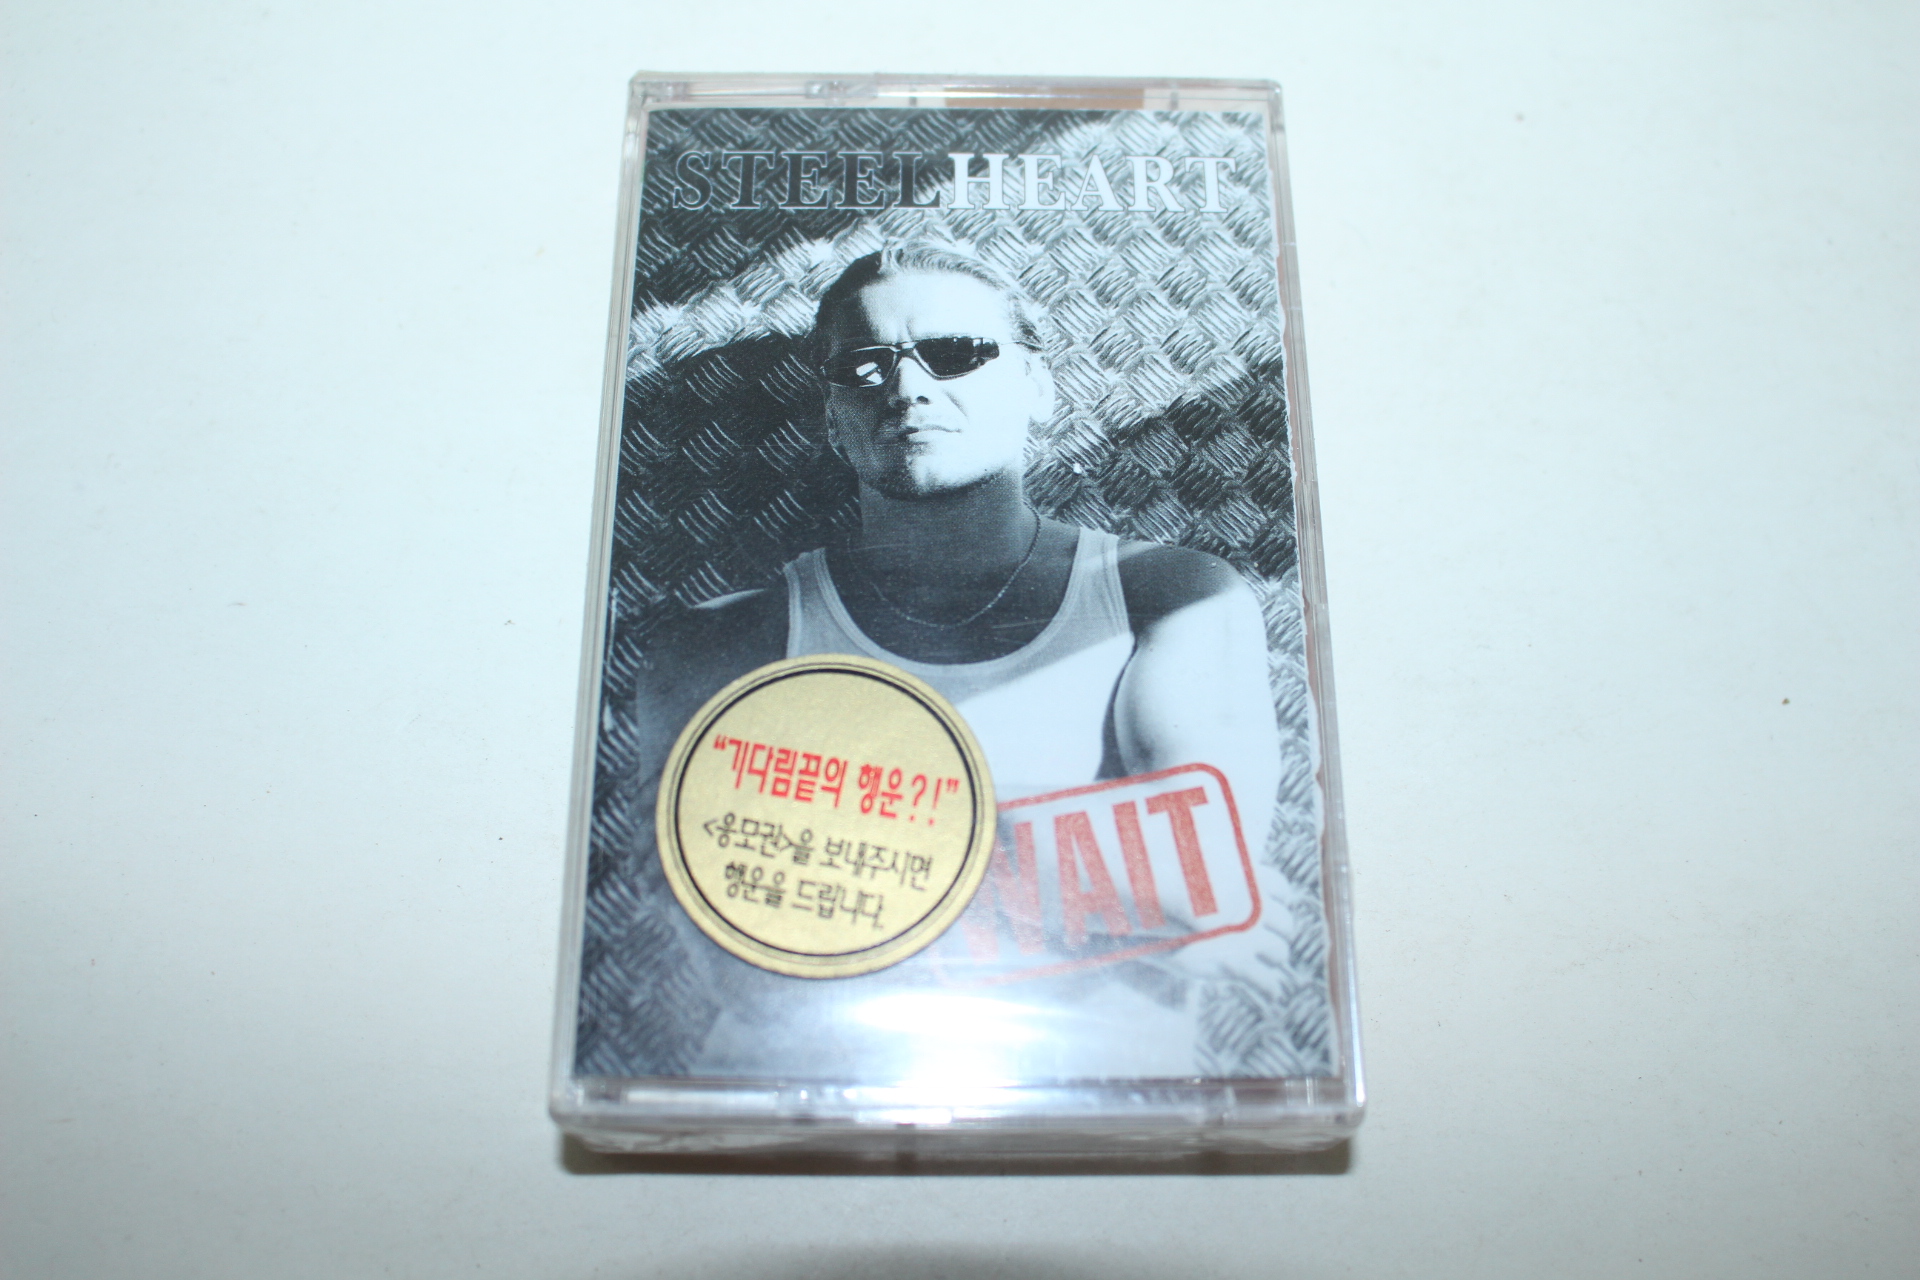 STEELHEART
“기다림끝의 행운?!”
<응모권>을 보내주시면
행운을 드립니다.
WAIT